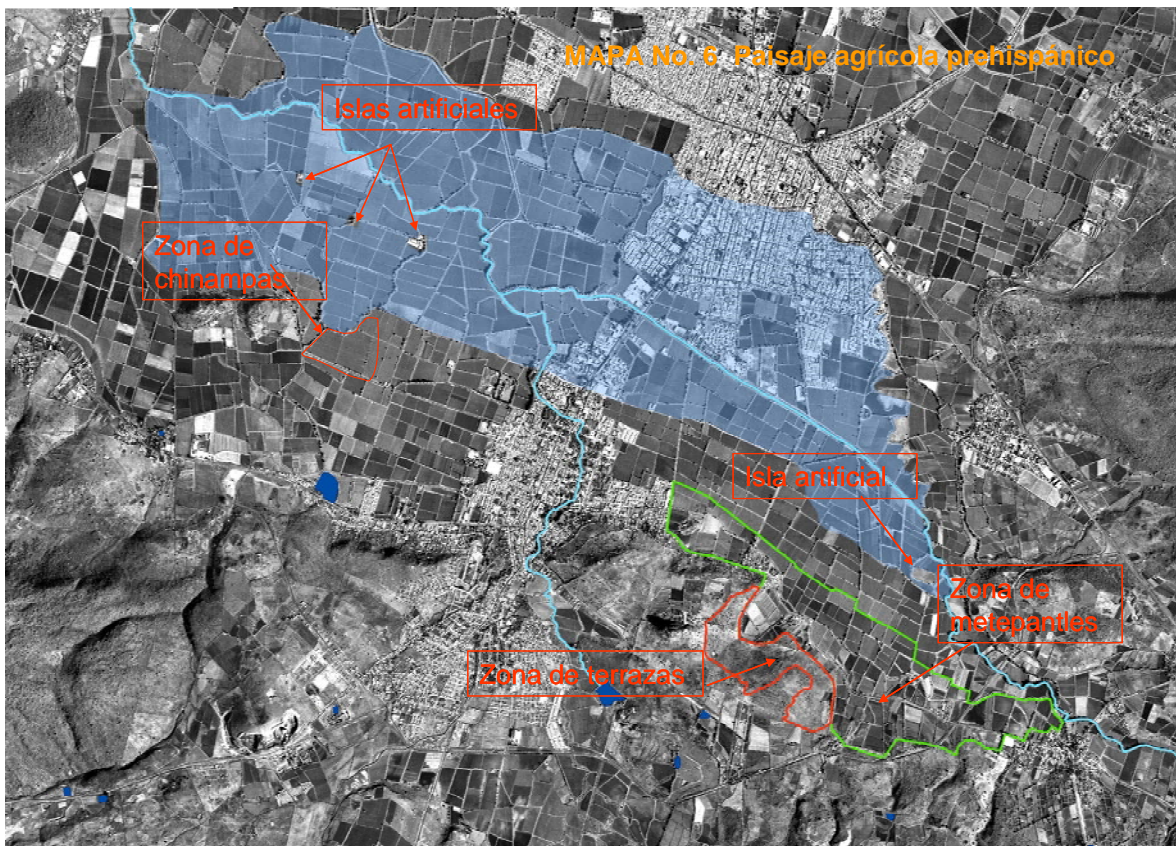 MAPA No. 6 Paisaje agrícola prehispánico
Islas artificiales
Zona de
chinampas
Isla artificial
Zona de
metepantles
Zona de terrazas